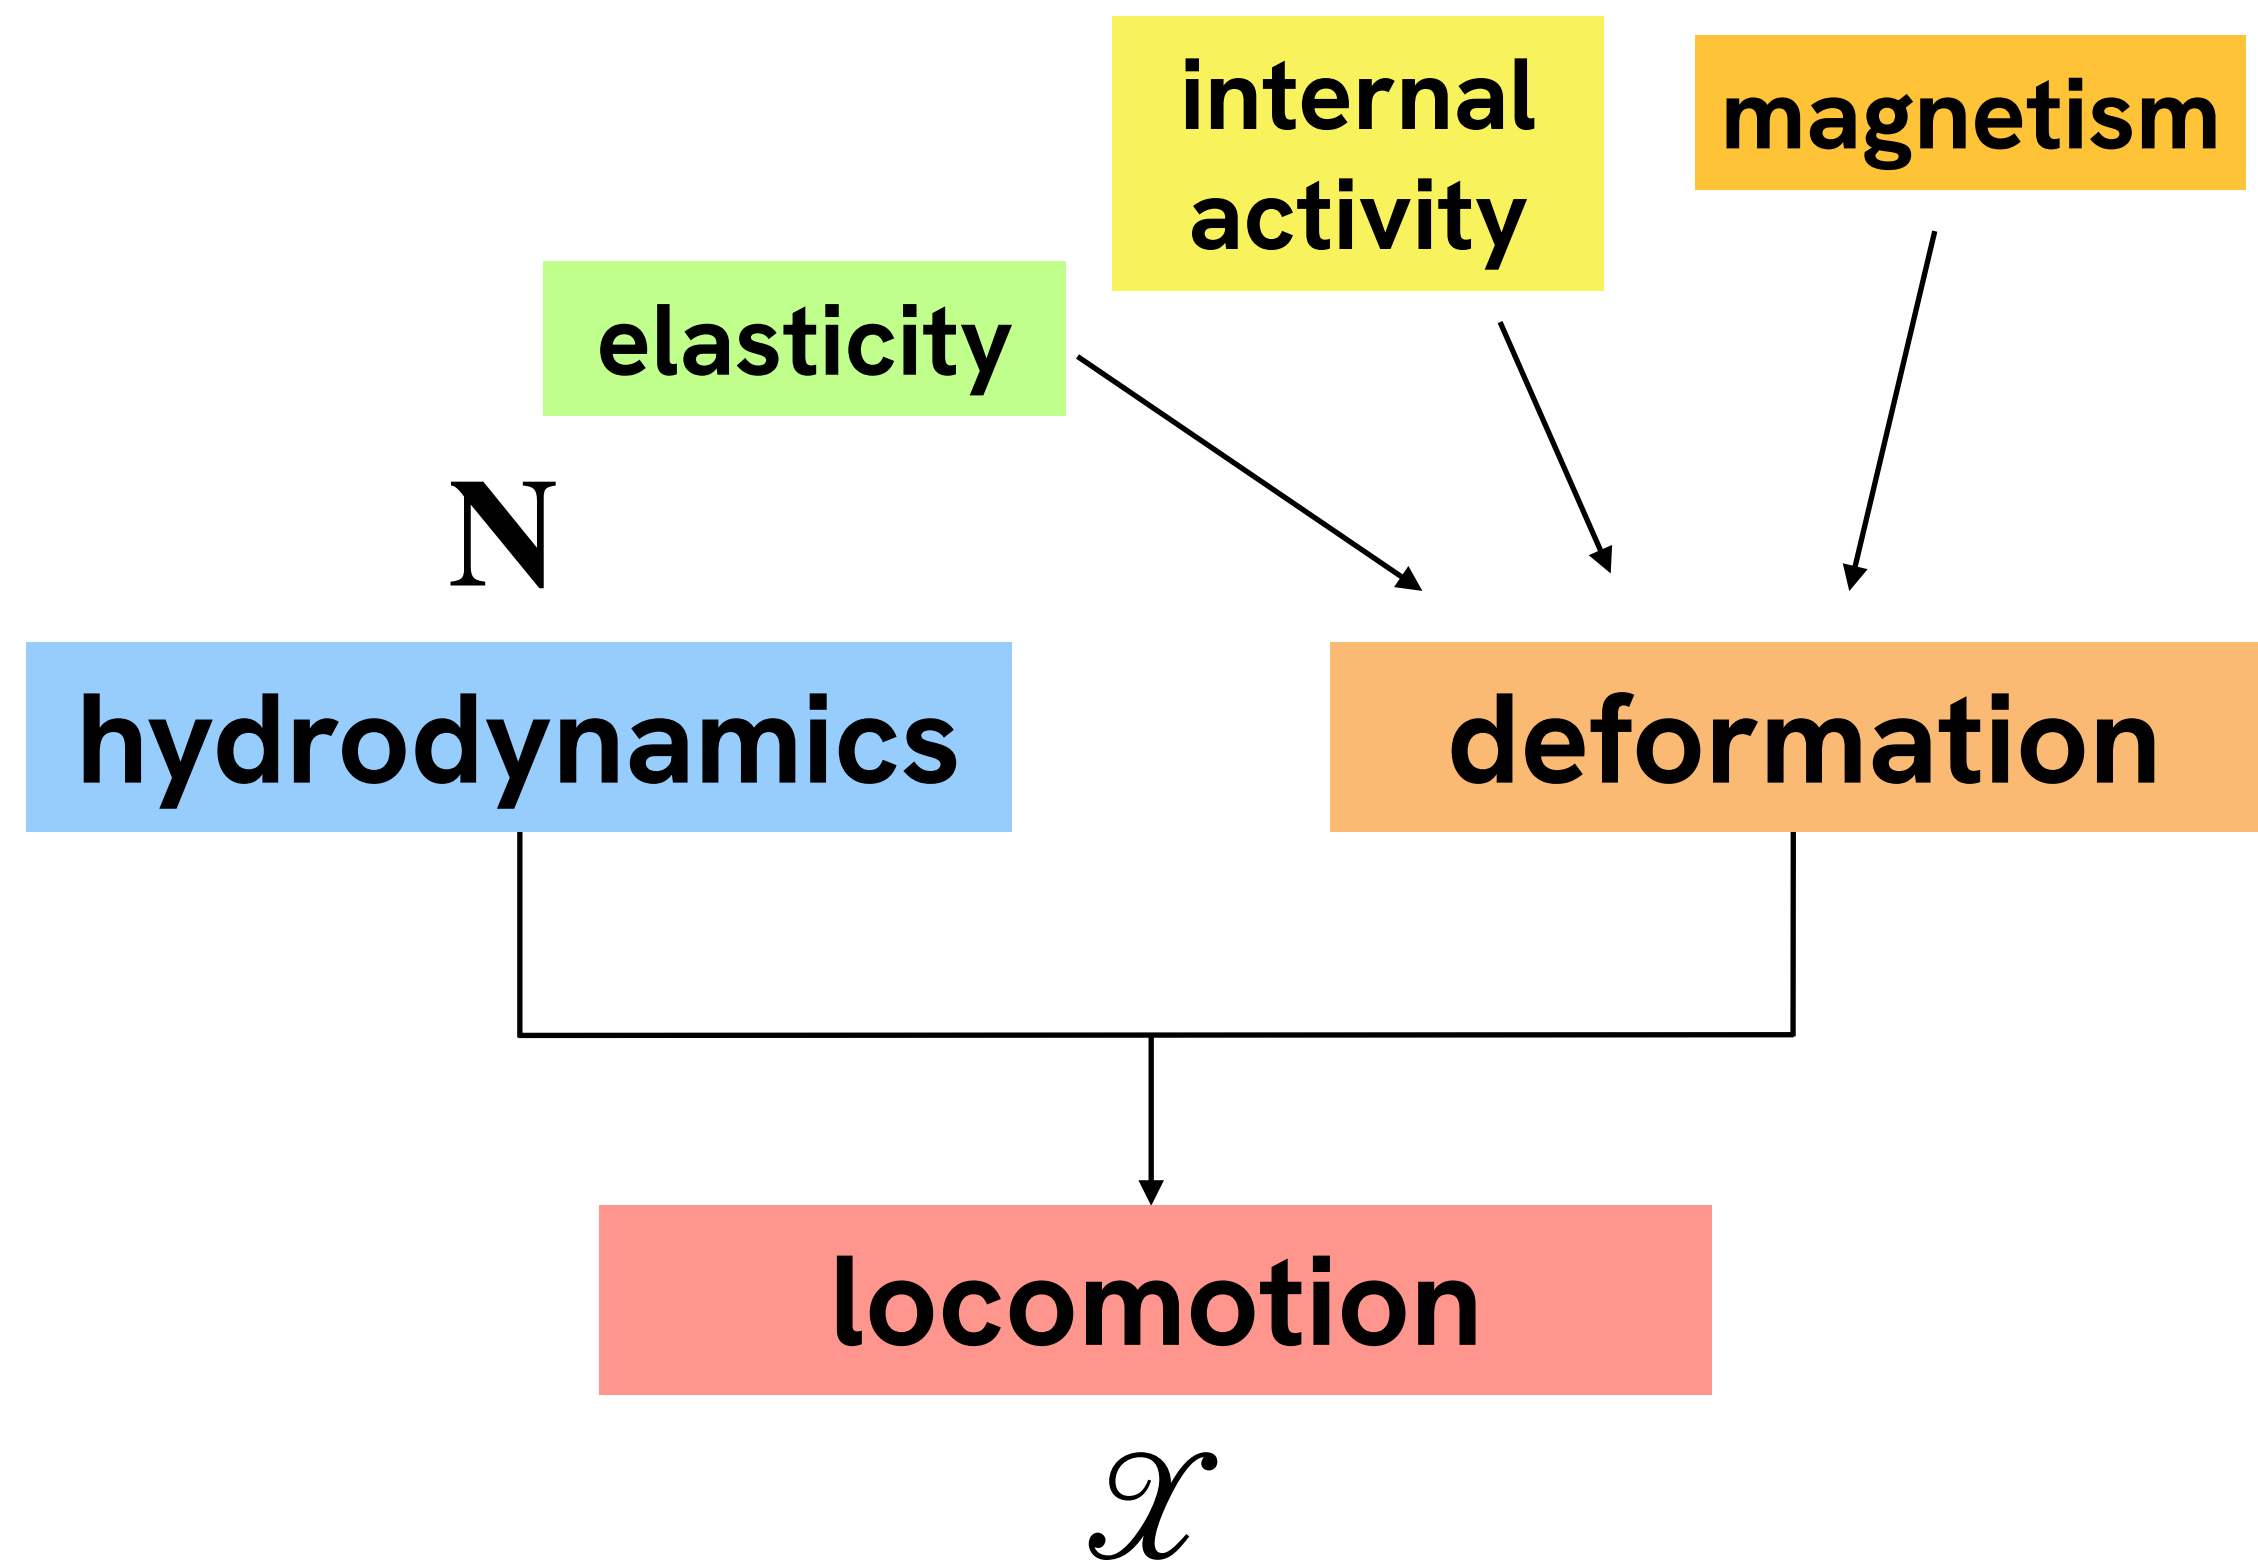 internal
activity
magnetism
elasticity
N
hydrodynamics
deformation
locomotion
𝒳